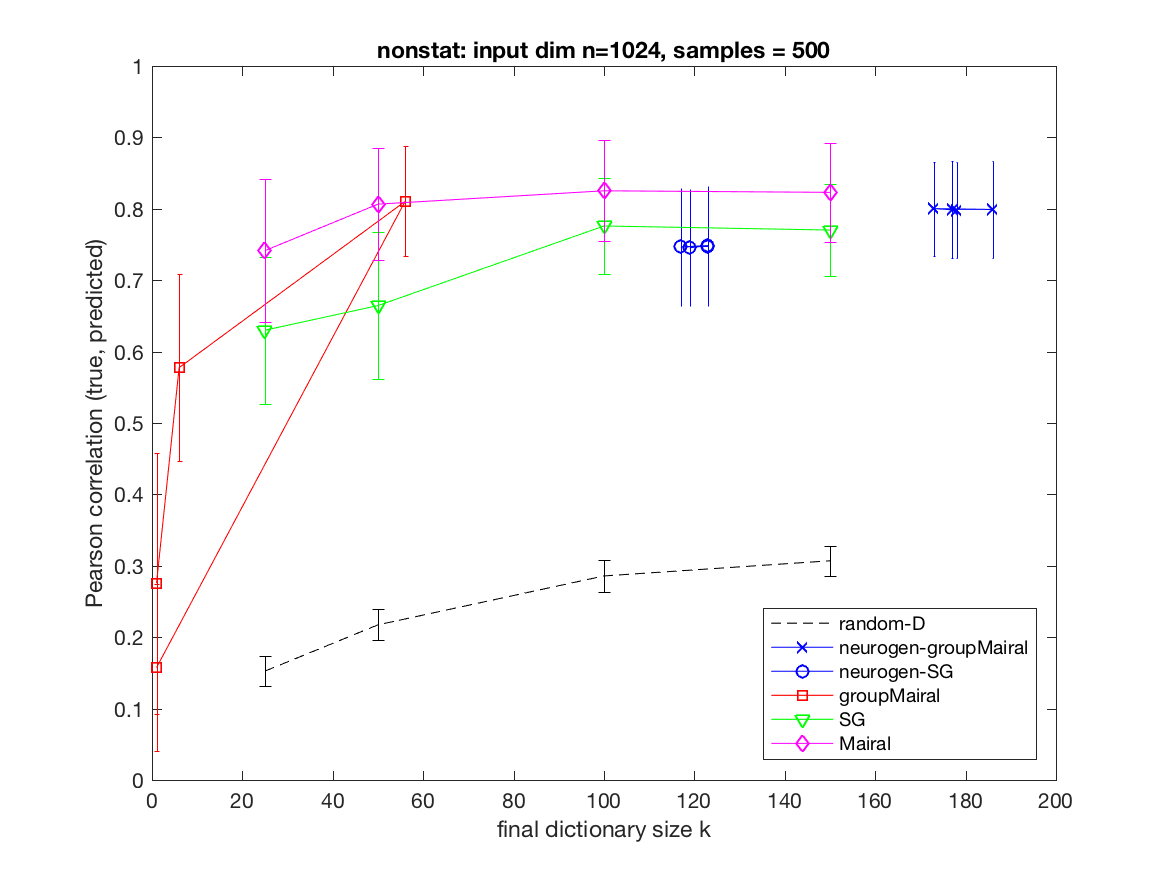 nonstat: input dim n=1024, samples = 500
1
0.9
0.8
0.7
0.6
0.5
0.4
0.3
0.2
0.1
0
Pearson correlation (true, predicted)
random-D
neurogen-groupMairal
neurogen-SG
groupMairal
SG
Mairal
0 20 40 60 80 100 120 140 160 180 200
final dictionary size k